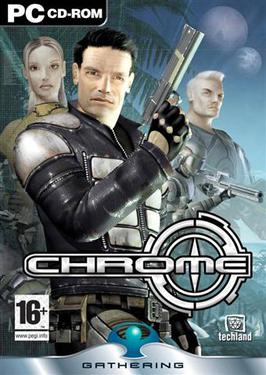 PC CD-ROM
CHROME
16+
www.pegi.info
techland
GATHERING